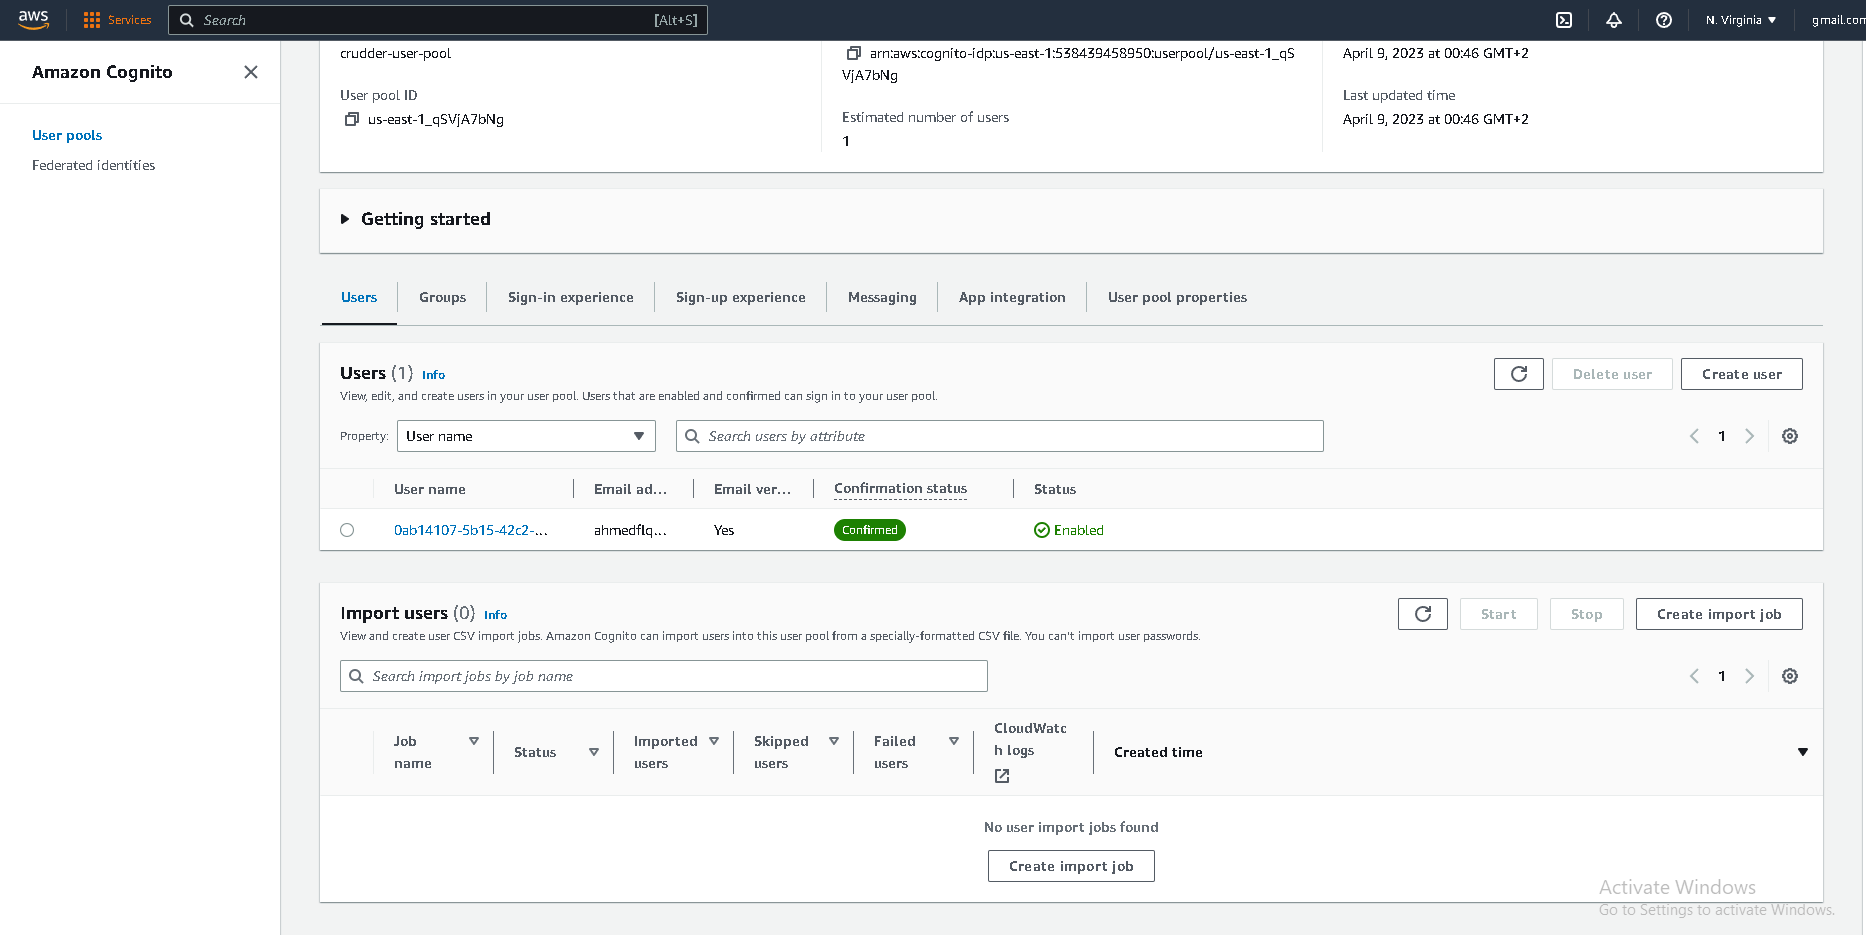 aws
Services
Search
[Alt+S]
N. Virginia
gmail.com
Amazon Cognito
User pools
Federated identities
crudder-user-pool
User pool ID
us-east-1_qSVjA7bNg
arn:aws:cognito-idp:us-east-1:538439458950:userpool/us-east-1_qS
VjA7bNg
Estimated number of users
1
April 9, 2023 at 00:46 GMT+2
Last updated time
April 9, 2023 at 00:46 GMT+2
Getting started
Users
Groups
Sign-in experience
Sign-up experience
Messaging
App integration
User pool properties
Users (1) Info
View, edit, and create users in your user pool. Users that are enabled and confirmed can sign in to your user pool.
Delete user
Create user
Property:
User name
Search users by attribute
1
User name
Email ad...
Email ver...
Confirmation status
Status
0ab14107-5b15-42c2-...
ahmedflq...
Yes
Confirmed
Enabled
Import users (0) Info
View and create user CSV import jobs. Amazon Cognito can import users into this user pool from a specially-formatted CSV file. You can't import user passwords.
Start
Stop
Create import job
Search import jobs by job name
1
Job
name
Status
Imported
users
Skipped
users
Failed
users
CloudWatc
h logs
Created time
No user import jobs found
Create import job
Activate Windows
Go to Settings to activate Windows.